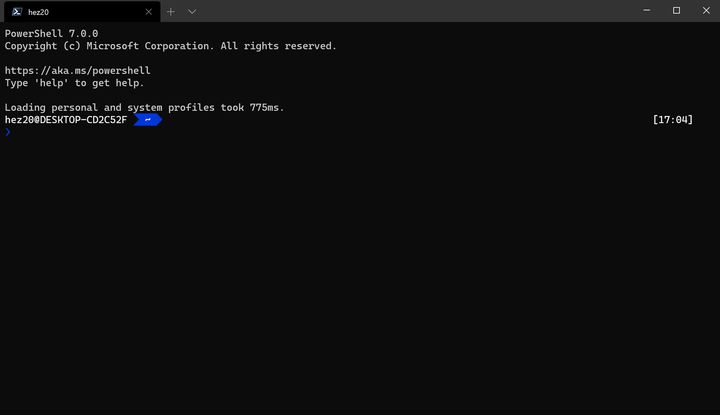 hez20
PowerShell 7.0.0
Copyright (c) Microsoft Corporation. All rights reserved.
https://aka.ms/powershell
Type 'help' to get help.
Loading personal and system profiles took 775ms.
hez20@DESKTOP-CD2C52F ~ [17:04]
❯